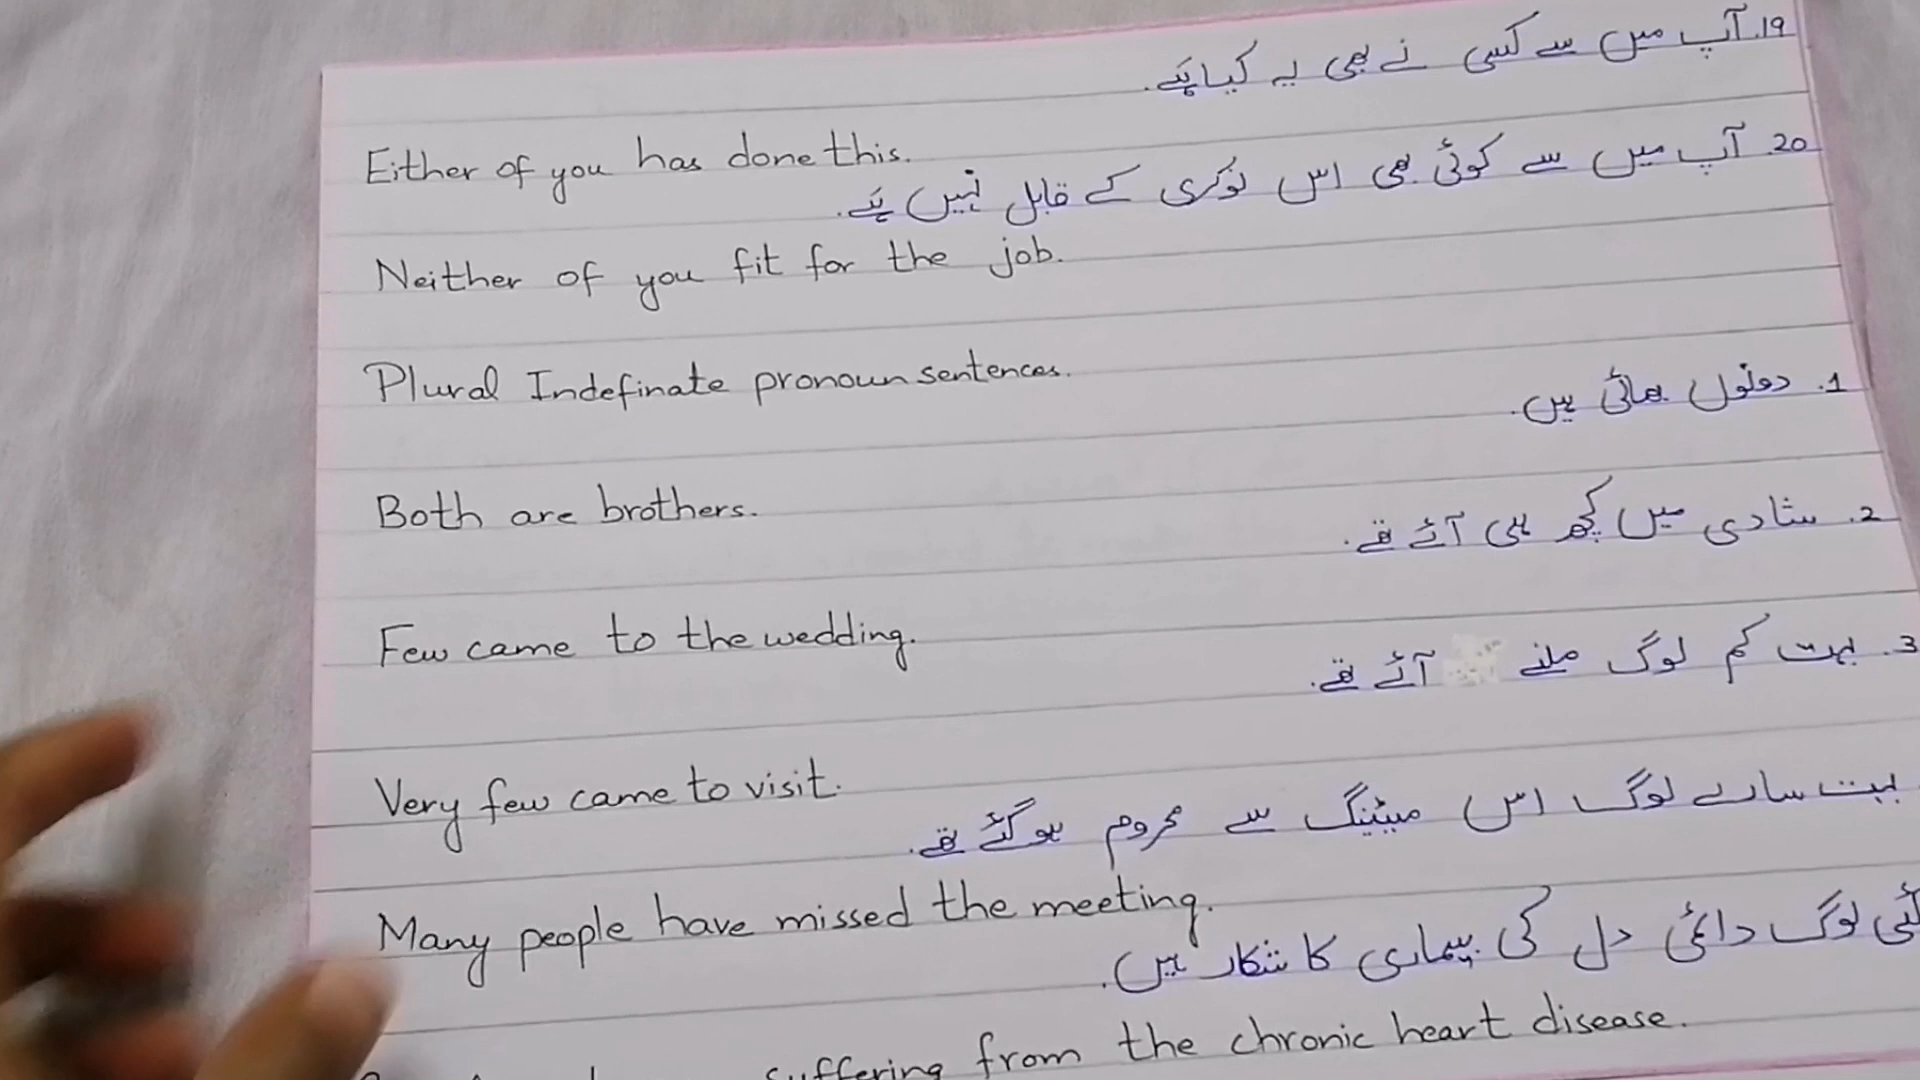 19. آپ میں سے کسی نے بھی یہ کیا ہے.
Either of you has done this.
20. آپ میں سے کوئی بھی اس نوکری کے قابل نہیں ہے.
Neither of you fit for the job.
Plural Indefinate pronoun sentences.
1. دونوں بھائی ہیں.
Both are brothers.
2. شادی میں کچھ ہی آئے تھے.
Few came to the wedding.
3. بہت کم لوگ ملنے آئے تھے.
Very few came to visit.
بہت سارے لوگ اس میٹینگ سے محروم ہوگئے تھے.
Many people have missed the meeting.
کئی لوگ دائمی دل کی بیماری کا شکار ہیں.
suffering from the chronic heart disease.